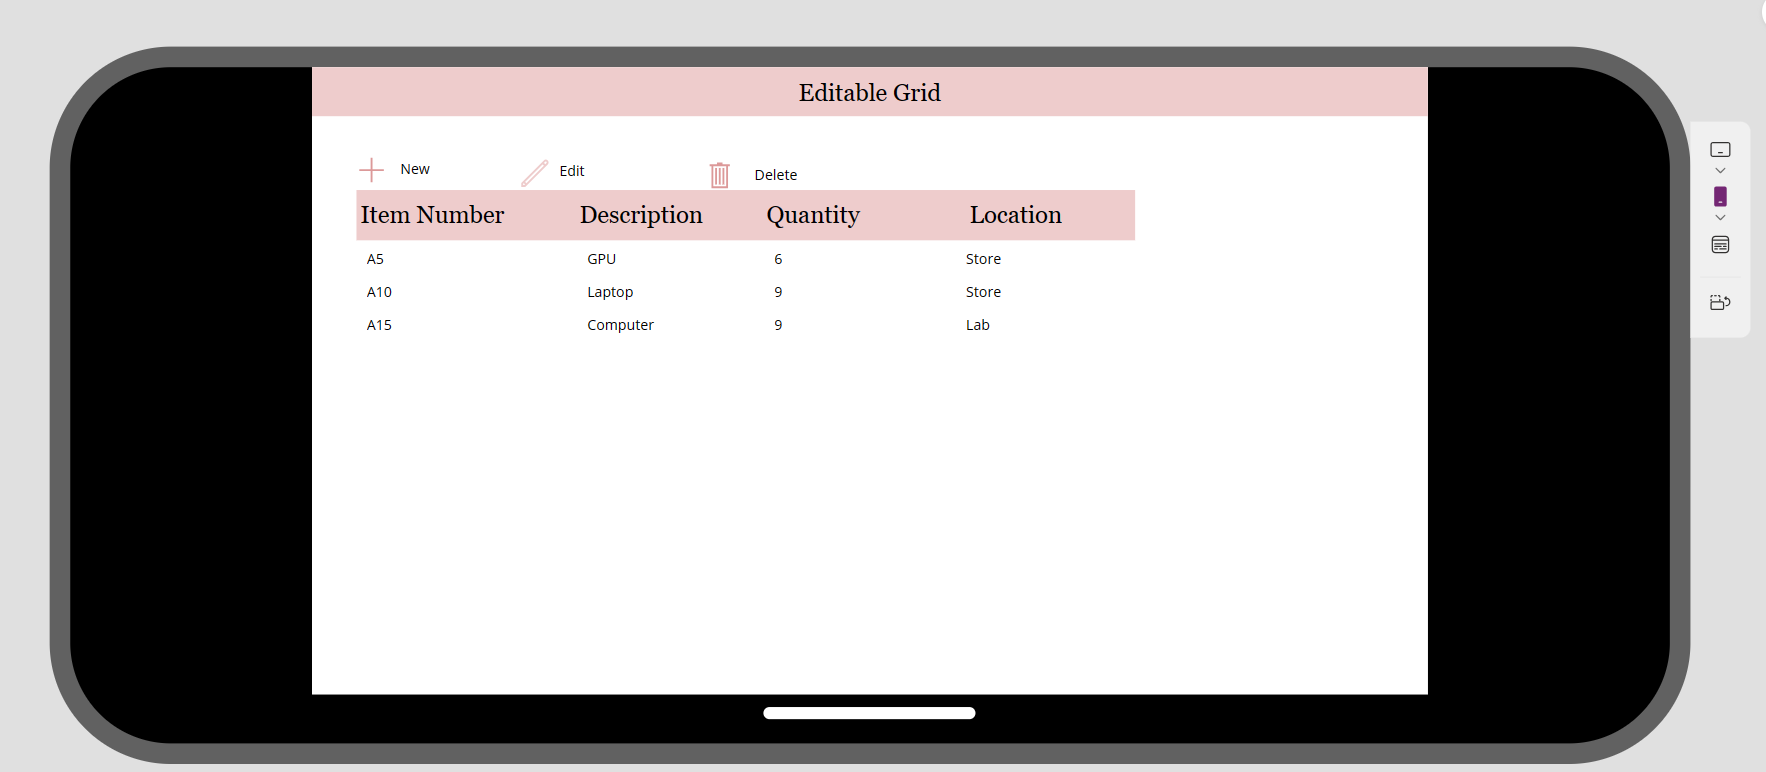 Editable Grid
New Edit Delete
Item Number Description Quantity Location
A5 GPU 6 Store
A10 Laptop 9 Store
A15 Computer 9 Lab